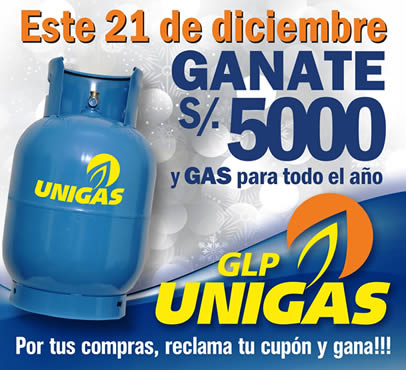 Este 21 de diciembre
GANATE
S/. 5000
y GAS para todo el año
UNIGAS
GLP
UNIGAS
Por tus compras, reclama tu cupón y gana!!!